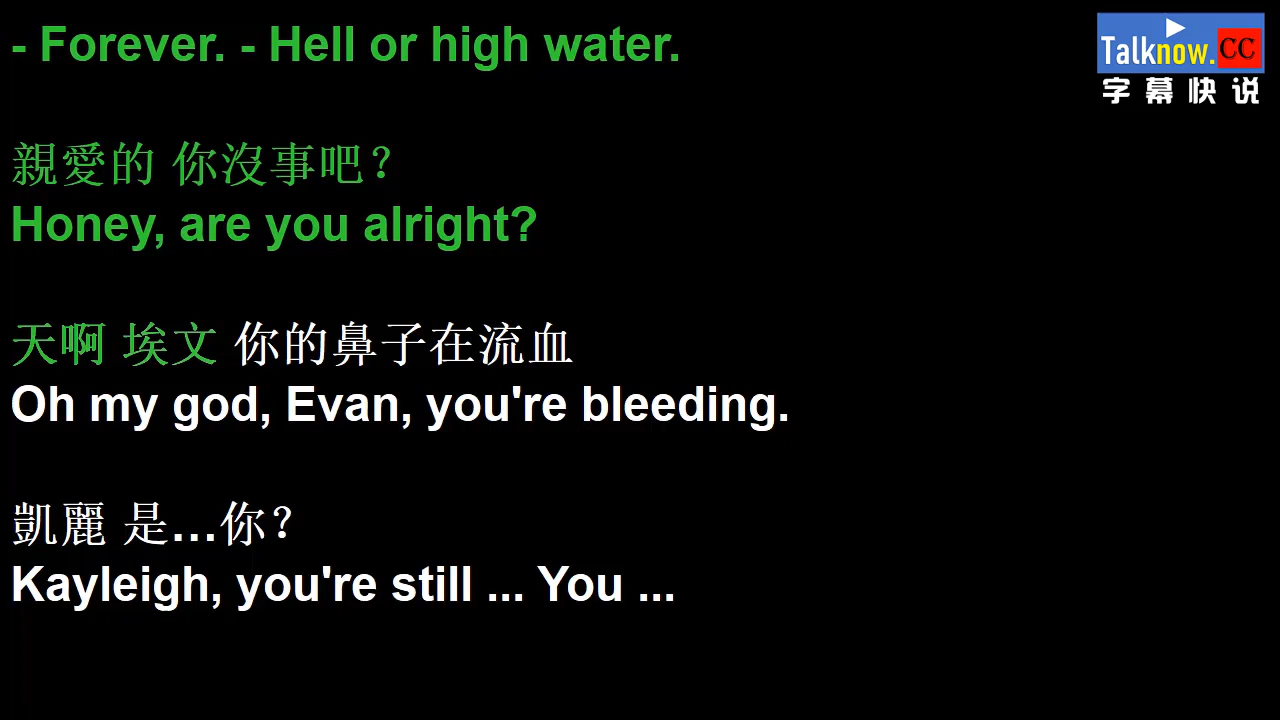 - Forever. - Hell or high water.
Talknow.CC
字幕快说
親愛的 你沒事吧？
Honey, are you alright?
天啊 埃文 你的鼻子在流血
Oh my god, Evan, you're bleeding.
凱麗 是...你？
Kayleigh, you're still ... You ...